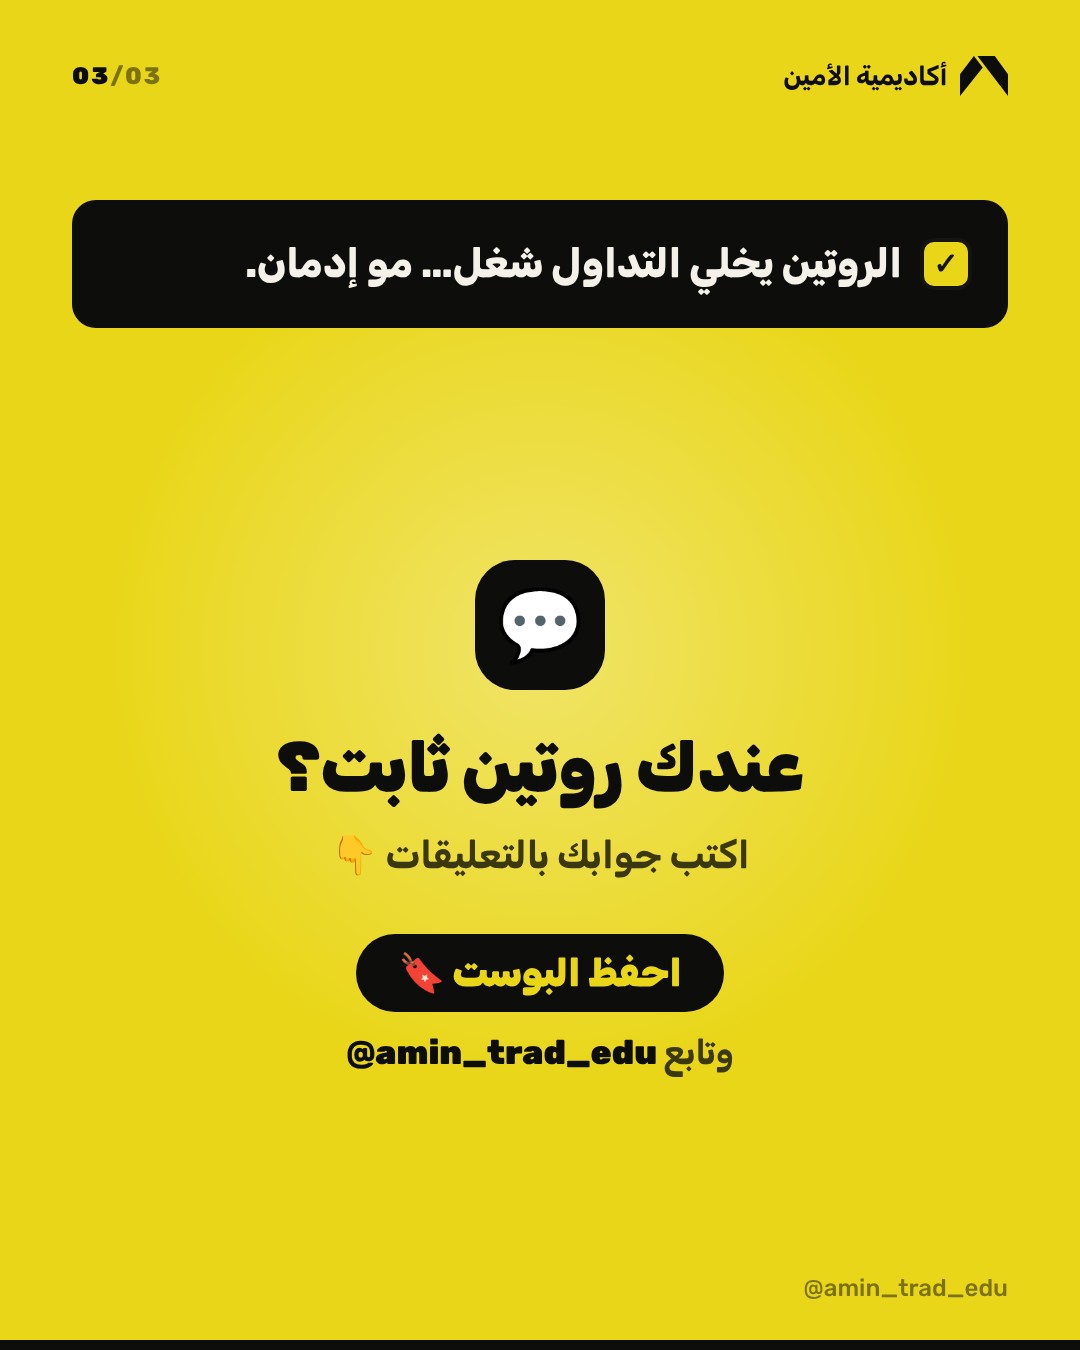 أكاديمية الأمين
03/03
✓ الروتين يخلي التداول شغل... مو إدمان.
عندك روتين ثابت؟
اكتب جوابك بالتعليقات 👇
احفظ البوست 🔖
وتابع @amin_trad_edu
@amin_trad_edu